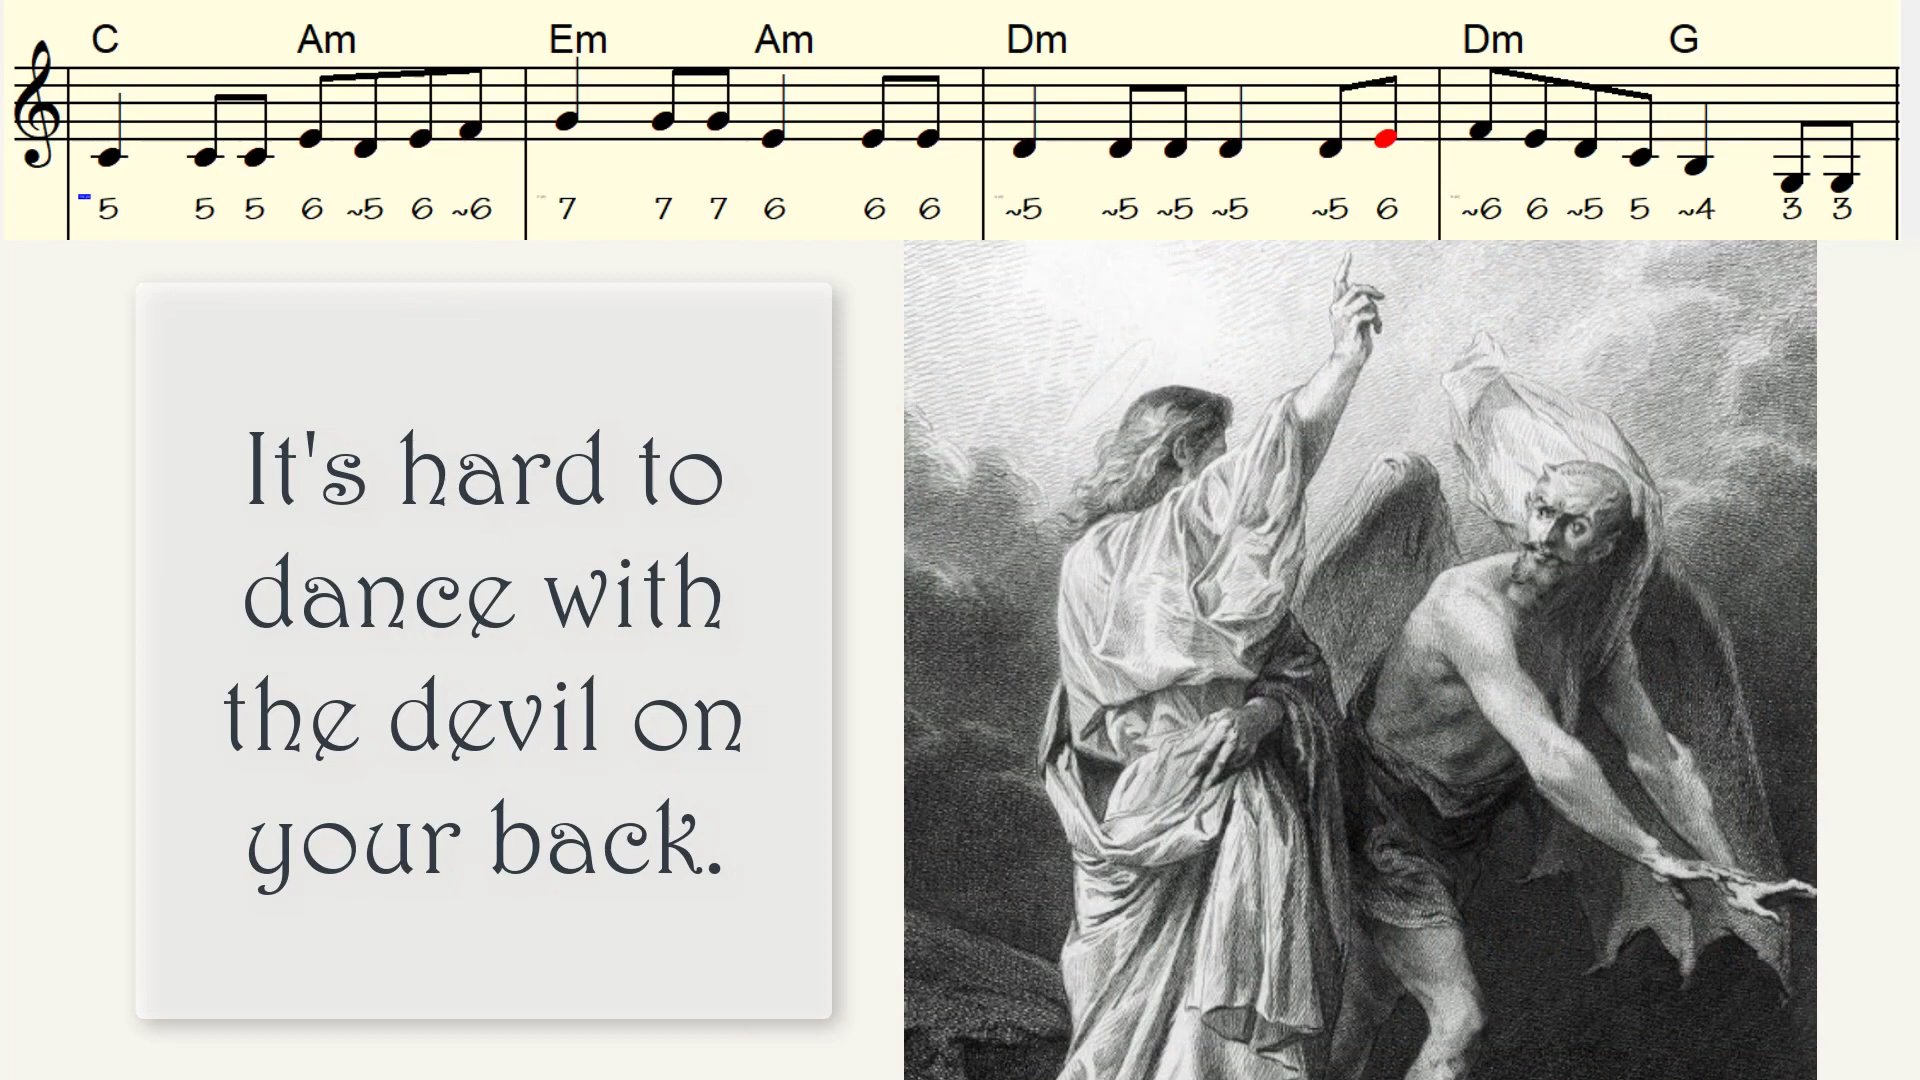 C Am Em Am Dm Dm G
5 5 5 6 ~5 6 ~6 7 7 7 6 6 6 ~5 ~5 ~5 ~5 ~5 6 ~6 6 ~5 5 ~4 3 3
It's hard to
dance with
the devil on
your back.